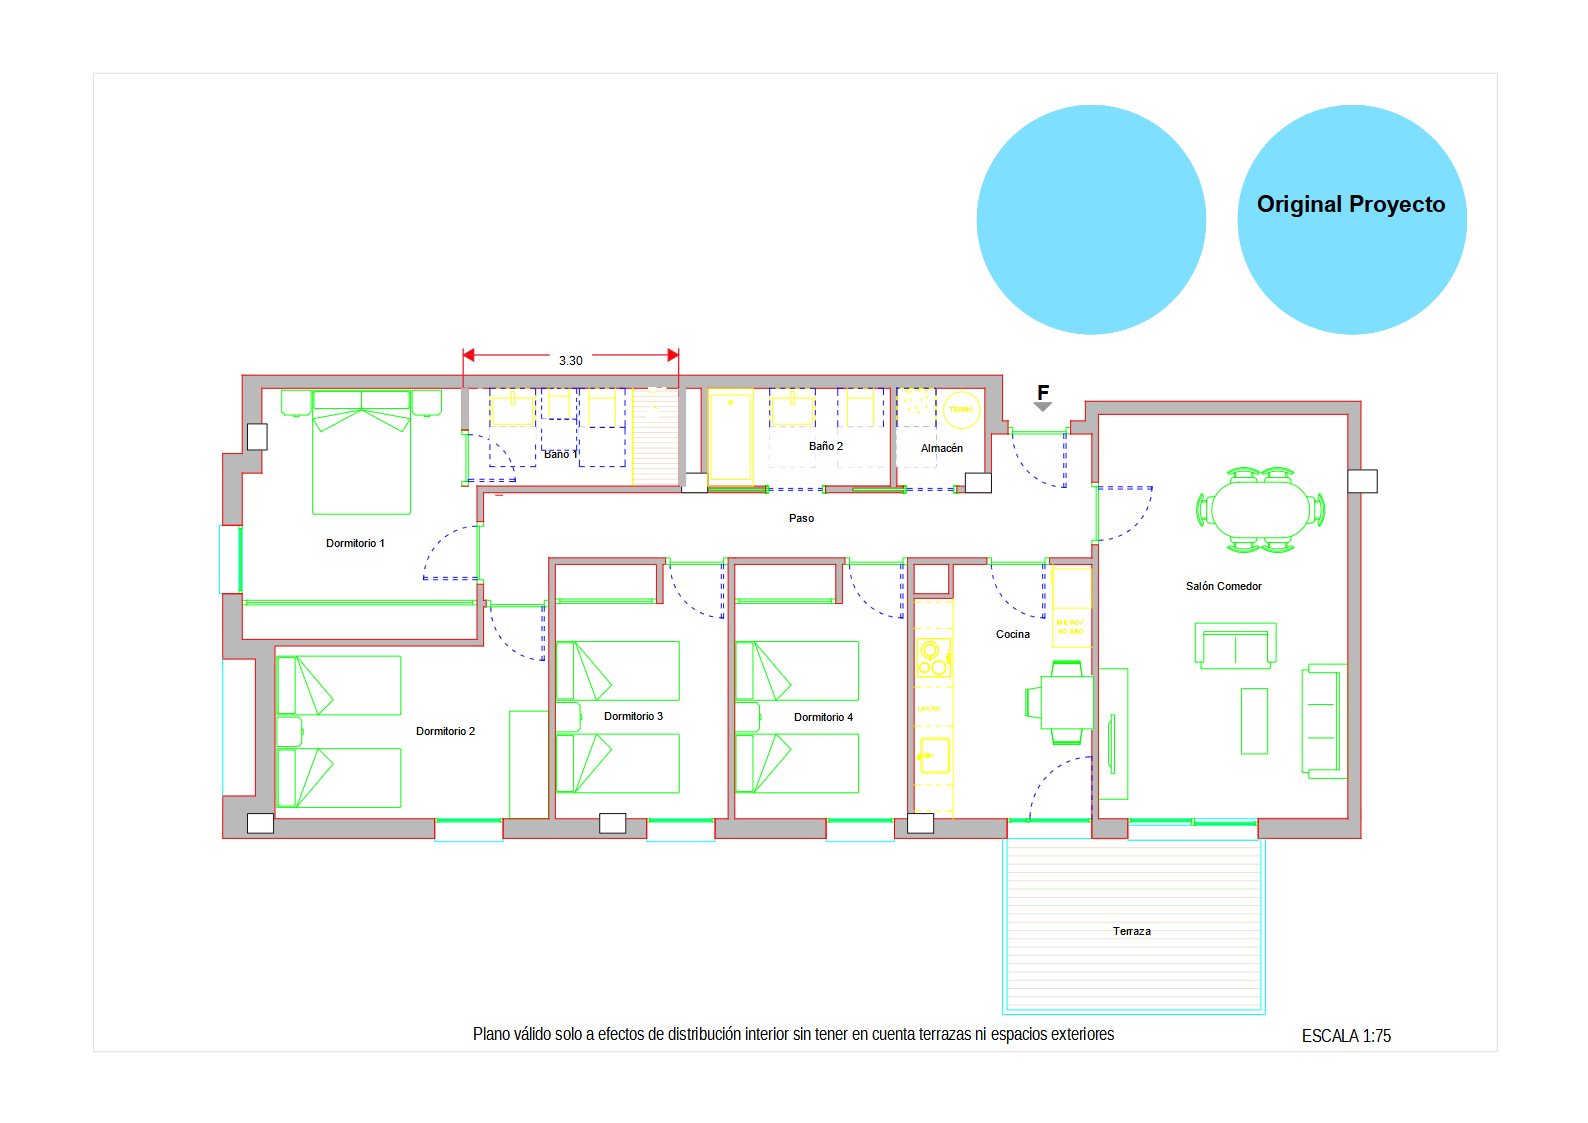 Original Proyecto
3.30
F
TERMO
Baño 1
Baño 2
Almacén
Paso
Dormitorio 1
Salón Comedor
Cocina
Dormitorio 2
Dormitorio 3
Dormitorio 4
Terraza
Plano válido solo a efectos de distribución interior sin tener en cuenta terrazas ni espacios exteriores
ESCALA 1:75